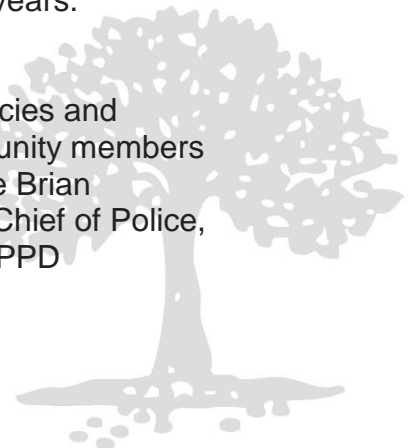 years.
cies and
unity members
e Brian
Chief of Police,
PPD